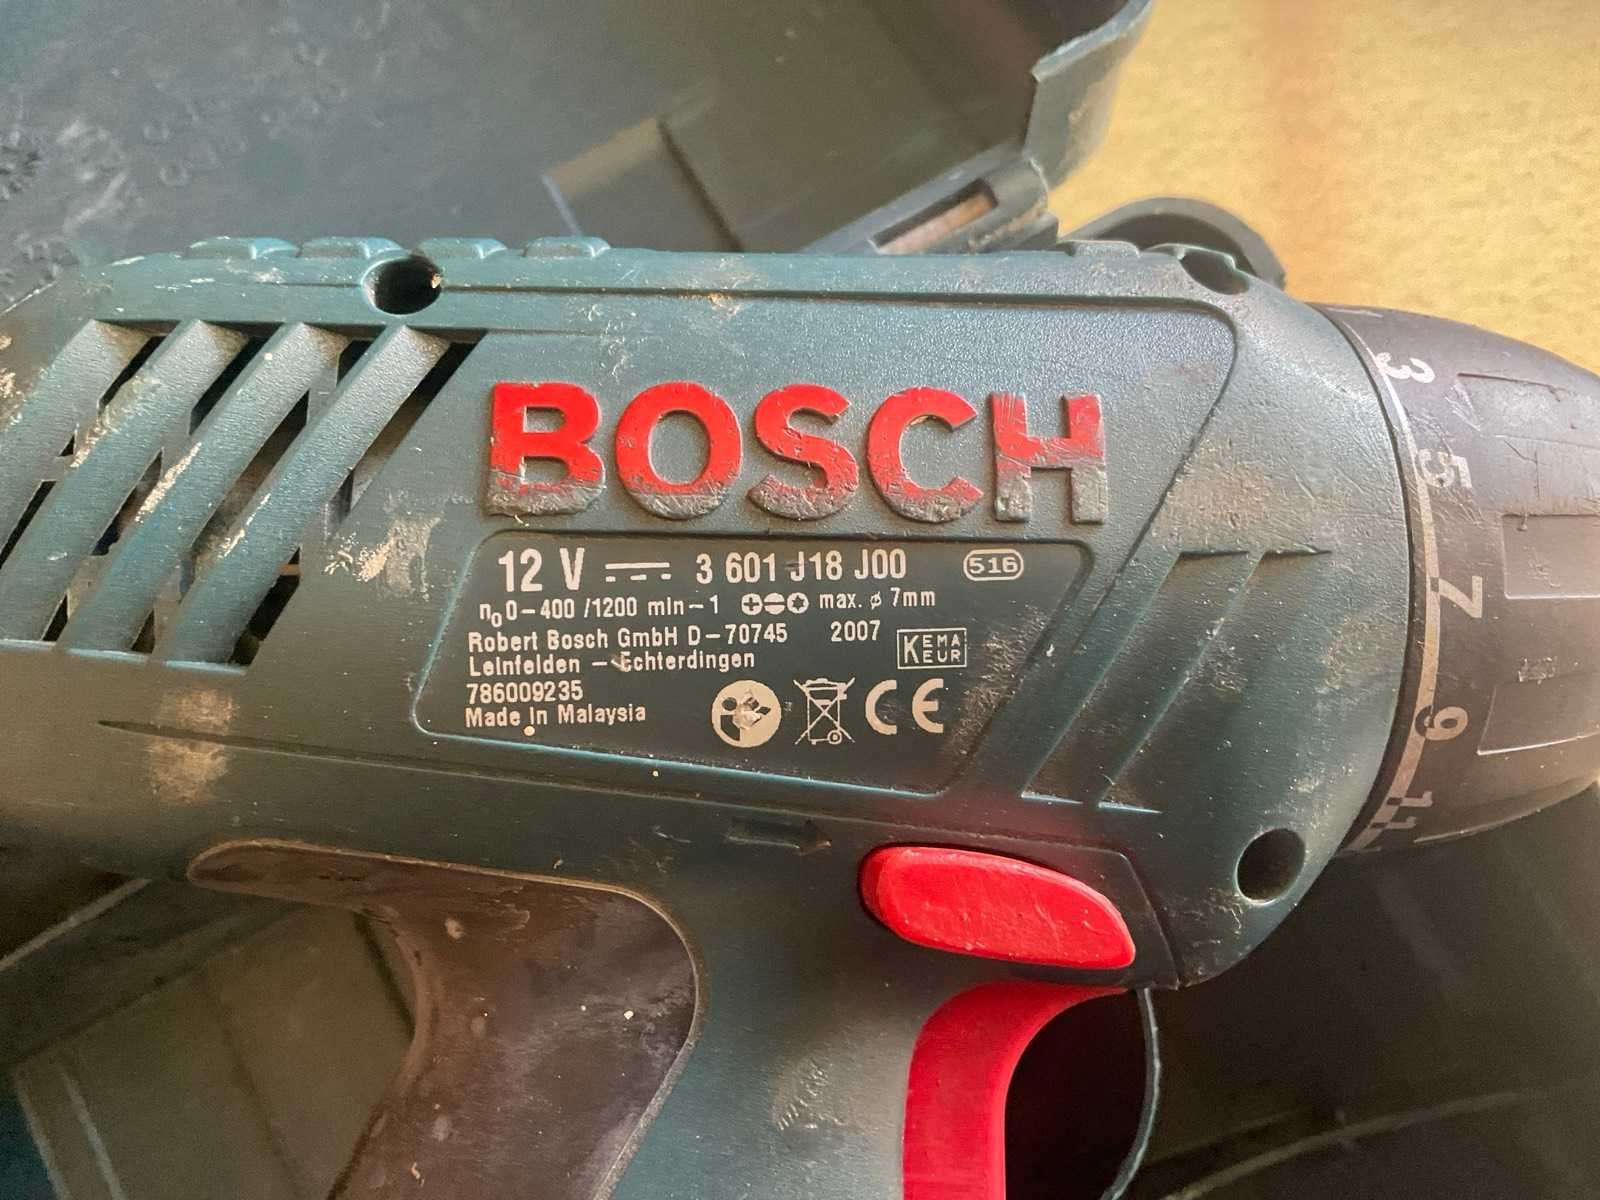 BOSCH
12 V 3 601 J18 J00 516
n₀ 0-400 /1200 min-1 max. ø 7mm
Robert Bosch GmbH D-70745 2007
Leinfelden - Echterdingen
KEMA
KEUR
786009235
Made in Malaysia
CE
3
5
7
9
11